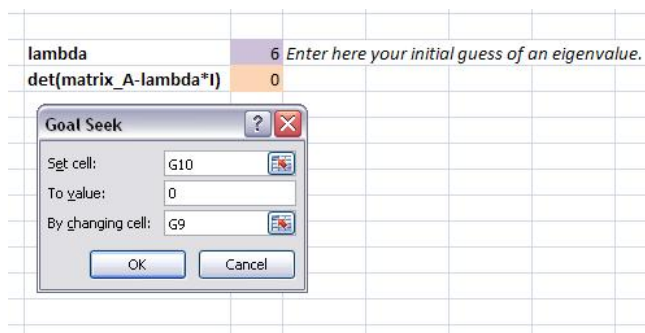 lambda 6 Enter here your initial guess of an eigenvalue.
det(matrix_A-lambda*I) 0
Goal Seek ?
Set cell: G10
To value: 0
By changing cell: G9
OK Cancel